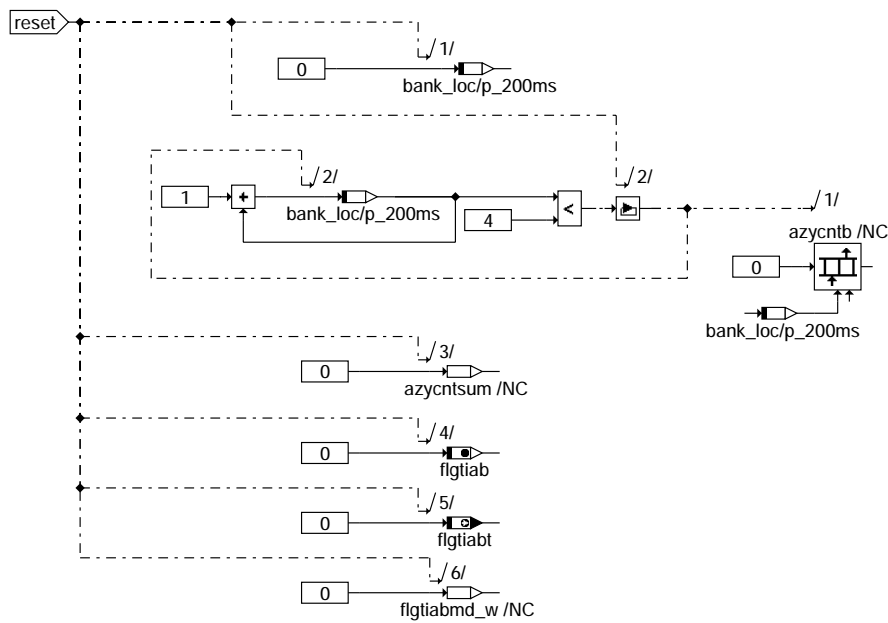 reset
/1/
0
bank_loc/p_200ms
/2/
/2/
1
+
bank_loc/p_200ms
4
<
/1/
azycntb /NC
0
bank_loc/p_200ms
/3/
0
azycntsum /NC
/4/
0
flgtiab
/5/
0
flgtiabt
/6/
0
flgtiabmd_w /NC